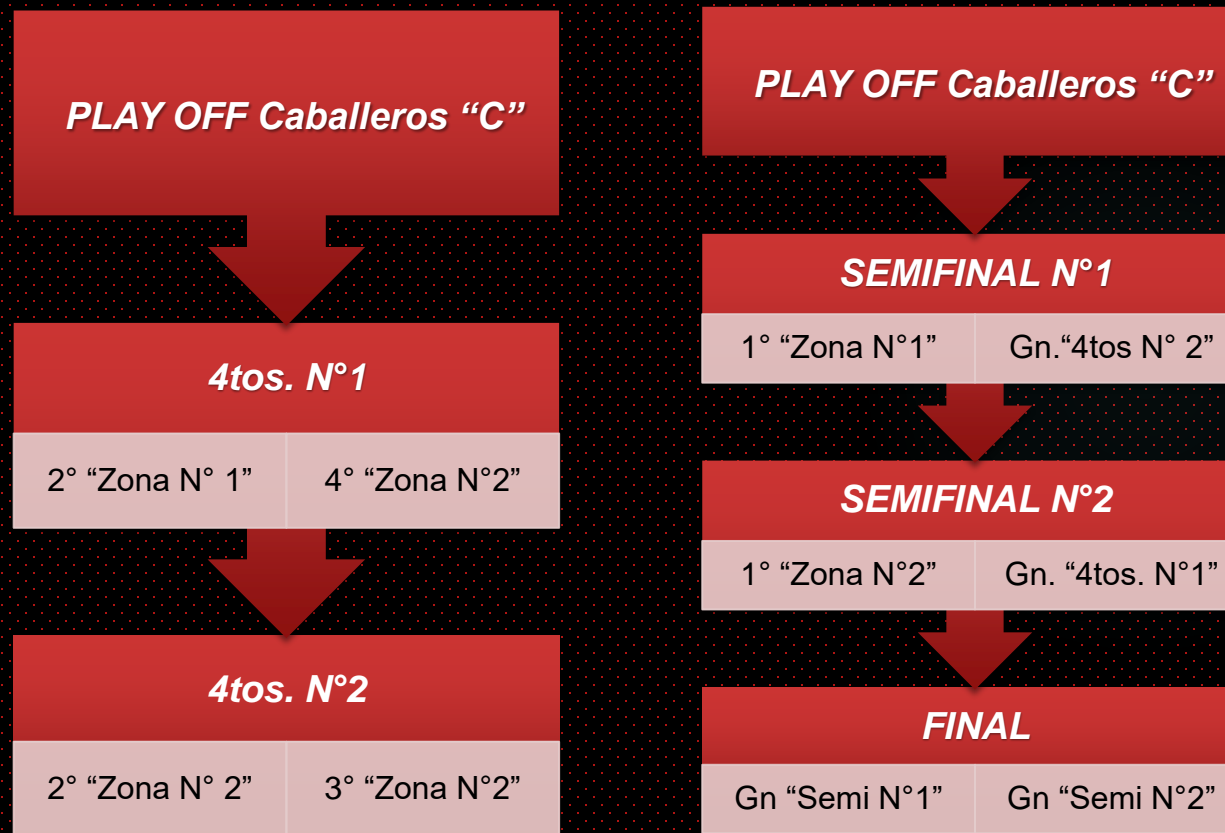 PLAY OFF Caballeros “C”
4tos. N°1
2° “Zona N° 1” 4° “Zona N°2”
4tos. N°2
2° “Zona N° 2” 3° “Zona N°2”
PLAY OFF Caballeros “C”
SEMIFINAL N°1
1° “Zona N°1” Gn.“4tos N° 2”
SEMIFINAL N°2
1° “Zona N°2” Gn. “4tos. N°1”
FINAL
Gn “Semi N°1” Gn “Semi N°2”